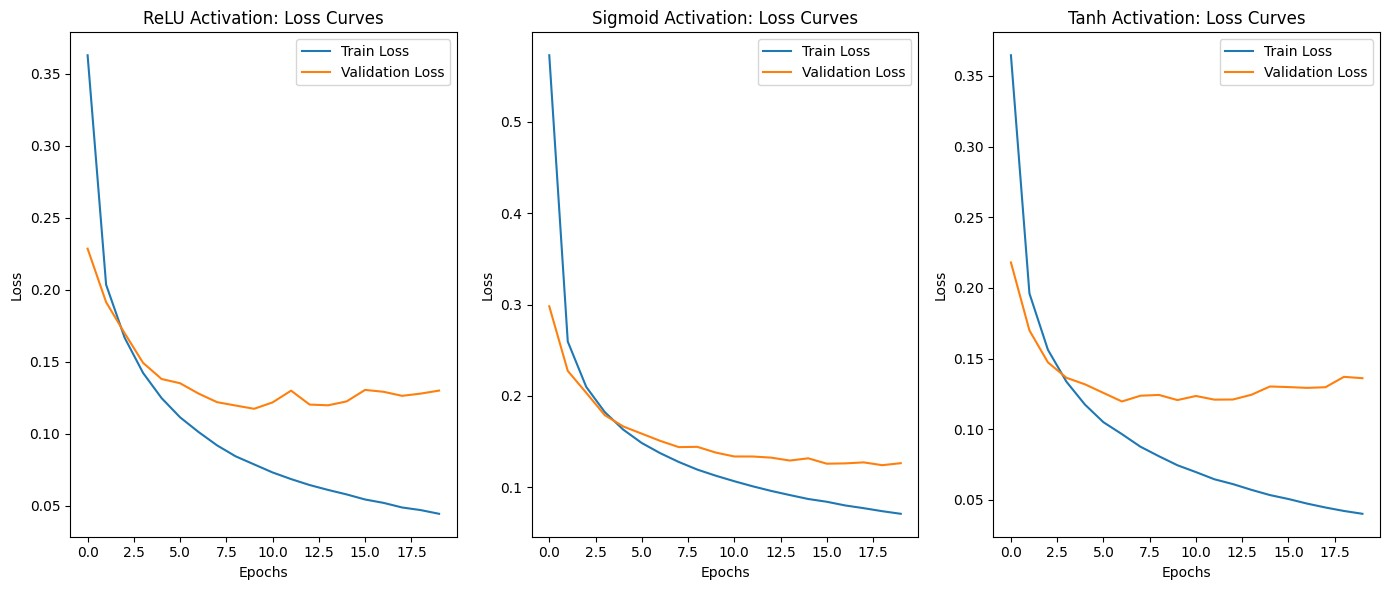 ReLU Activation: Loss Curves
Train Loss
Validation Loss
0.35
0.30
0.25
0.20
0.15
0.10
0.05
Loss
0.0 2.5 5.0 7.5 10.0 12.5 15.0 17.5
Epochs
Sigmoid Activation: Loss Curves
Train Loss
Validation Loss
0.5
0.4
0.3
0.2
0.1
Loss
0.0 2.5 5.0 7.5 10.0 12.5 15.0 17.5
Epochs
Tanh Activation: Loss Curves
Train Loss
Validation Loss
0.35
0.30
0.25
0.20
0.15
0.10
0.05
Loss
0.0 2.5 5.0 7.5 10.0 12.5 15.0 17.5
Epochs